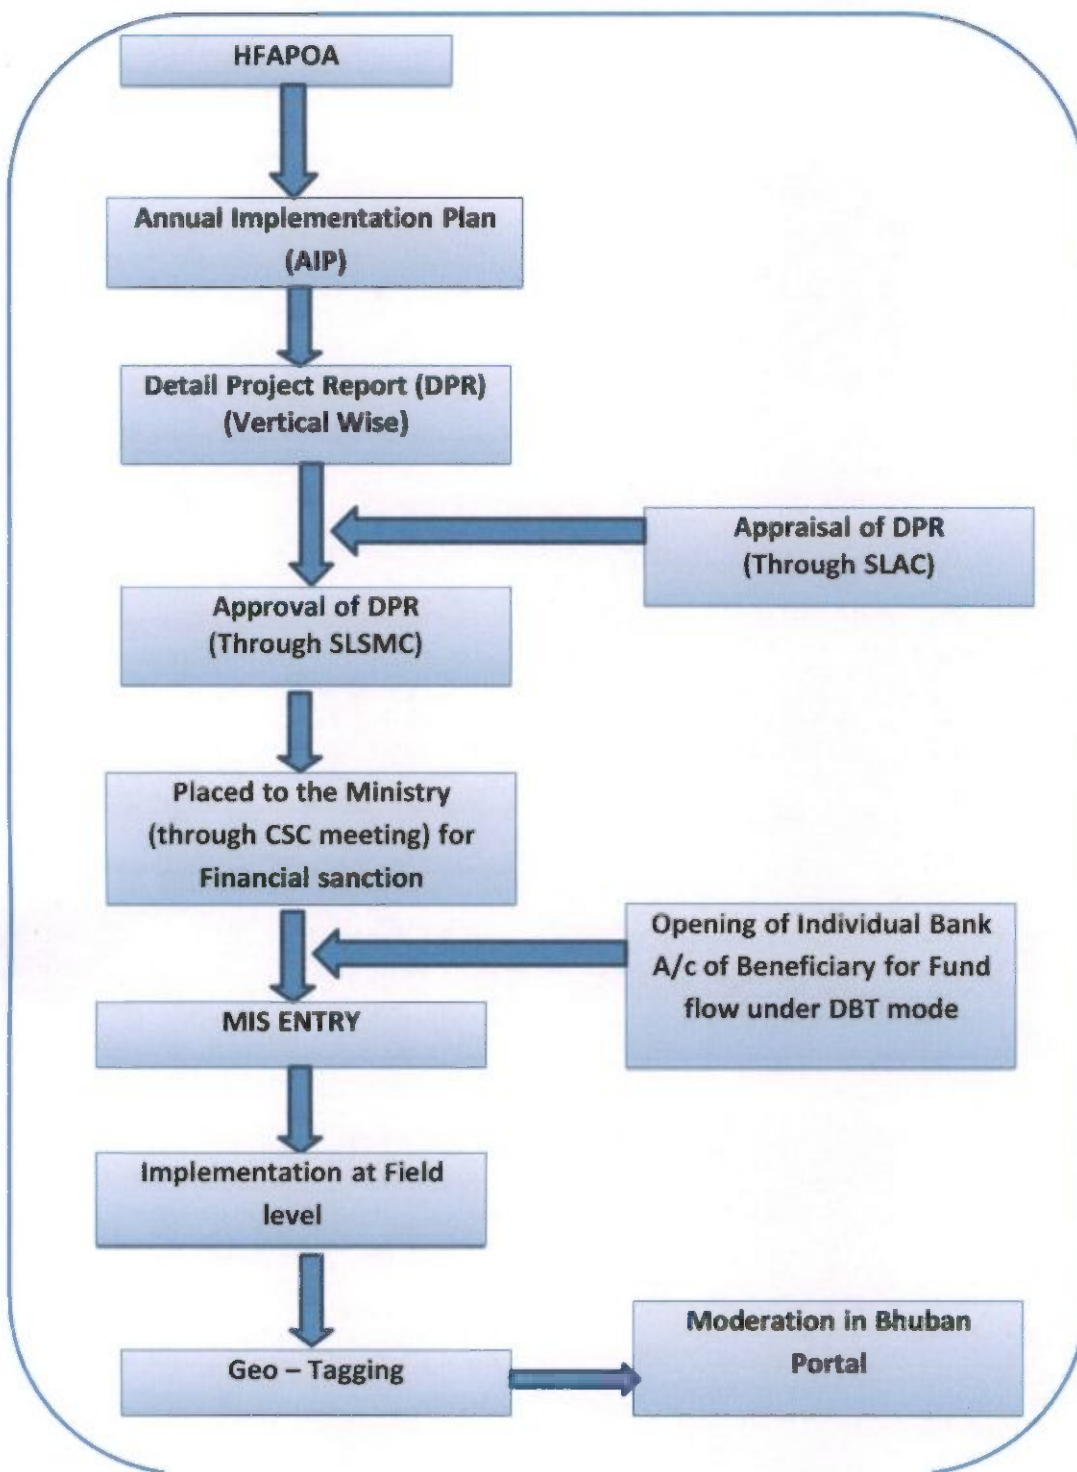 HFAPOA
Annual Implementation Plan
(AIP)
Detail Project Report (DPR)
(Vertical Wise)
Appraisal of DPR
(Through SLAC)
Approval of DPR
(Through SLSMC)
Placed to the Ministry
(through CSC meeting) for
Financial sanction
Opening of Individual Bank
A/c of Beneficiary for Fund
flow under DBT mode
MIS ENTRY
Implementation at Field
level
Geo – Tagging
Moderation in Bhuban
Portal